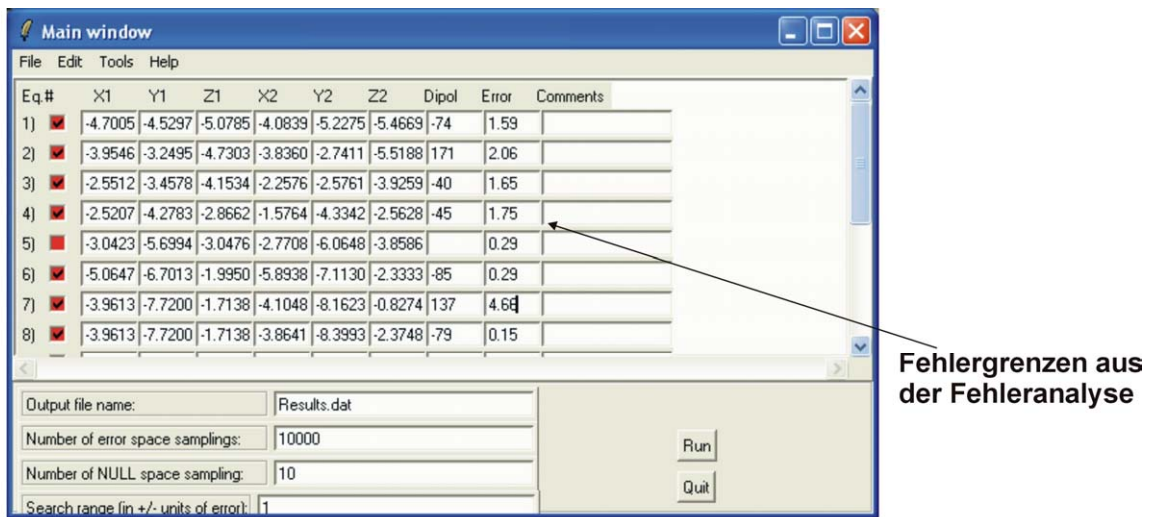 Main window
File Edit Tools Help
Eq.# X1 Y1 Z1 X2 Y2 Z2 Dipol Error Comments
1) -4.7005 -4.5297 -5.0785 -4.0839 -5.2275 -5.4669 -74 1.59
2) -3.9546 -3.2495 -4.7303 -3.8360 -2.7411 -5.5188 171 2.06
3) -2.5512 -3.4578 -4.1534 -2.2576 -2.5761 -3.9259 -40 1.65
4) -2.5207 -4.2783 -2.8662 -1.5764 -4.3342 -2.5628 -45 1.75
5) -3.0423 -5.6994 -3.0476 -2.7708 -6.0648 -3.8586 0.29
6) -5.0647 -6.7013 -1.9950 -5.8938 -7.1130 -2.3333 -85 0.29
7) -3.9613 -7.7200 -1.7138 -4.1048 -8.1623 -0.8274 137 4.66
8) -3.9613 -7.7200 -1.7138 -3.8641 -8.3993 -2.3748 -79 0.15
Fehlergrenzen aus
der Fehleranalyse
Output file name: Results.dat
Number of error space samplings: 10000
Number of NULL space sampling: 10
Search range (in +/- units of error): 1
Run
Quit